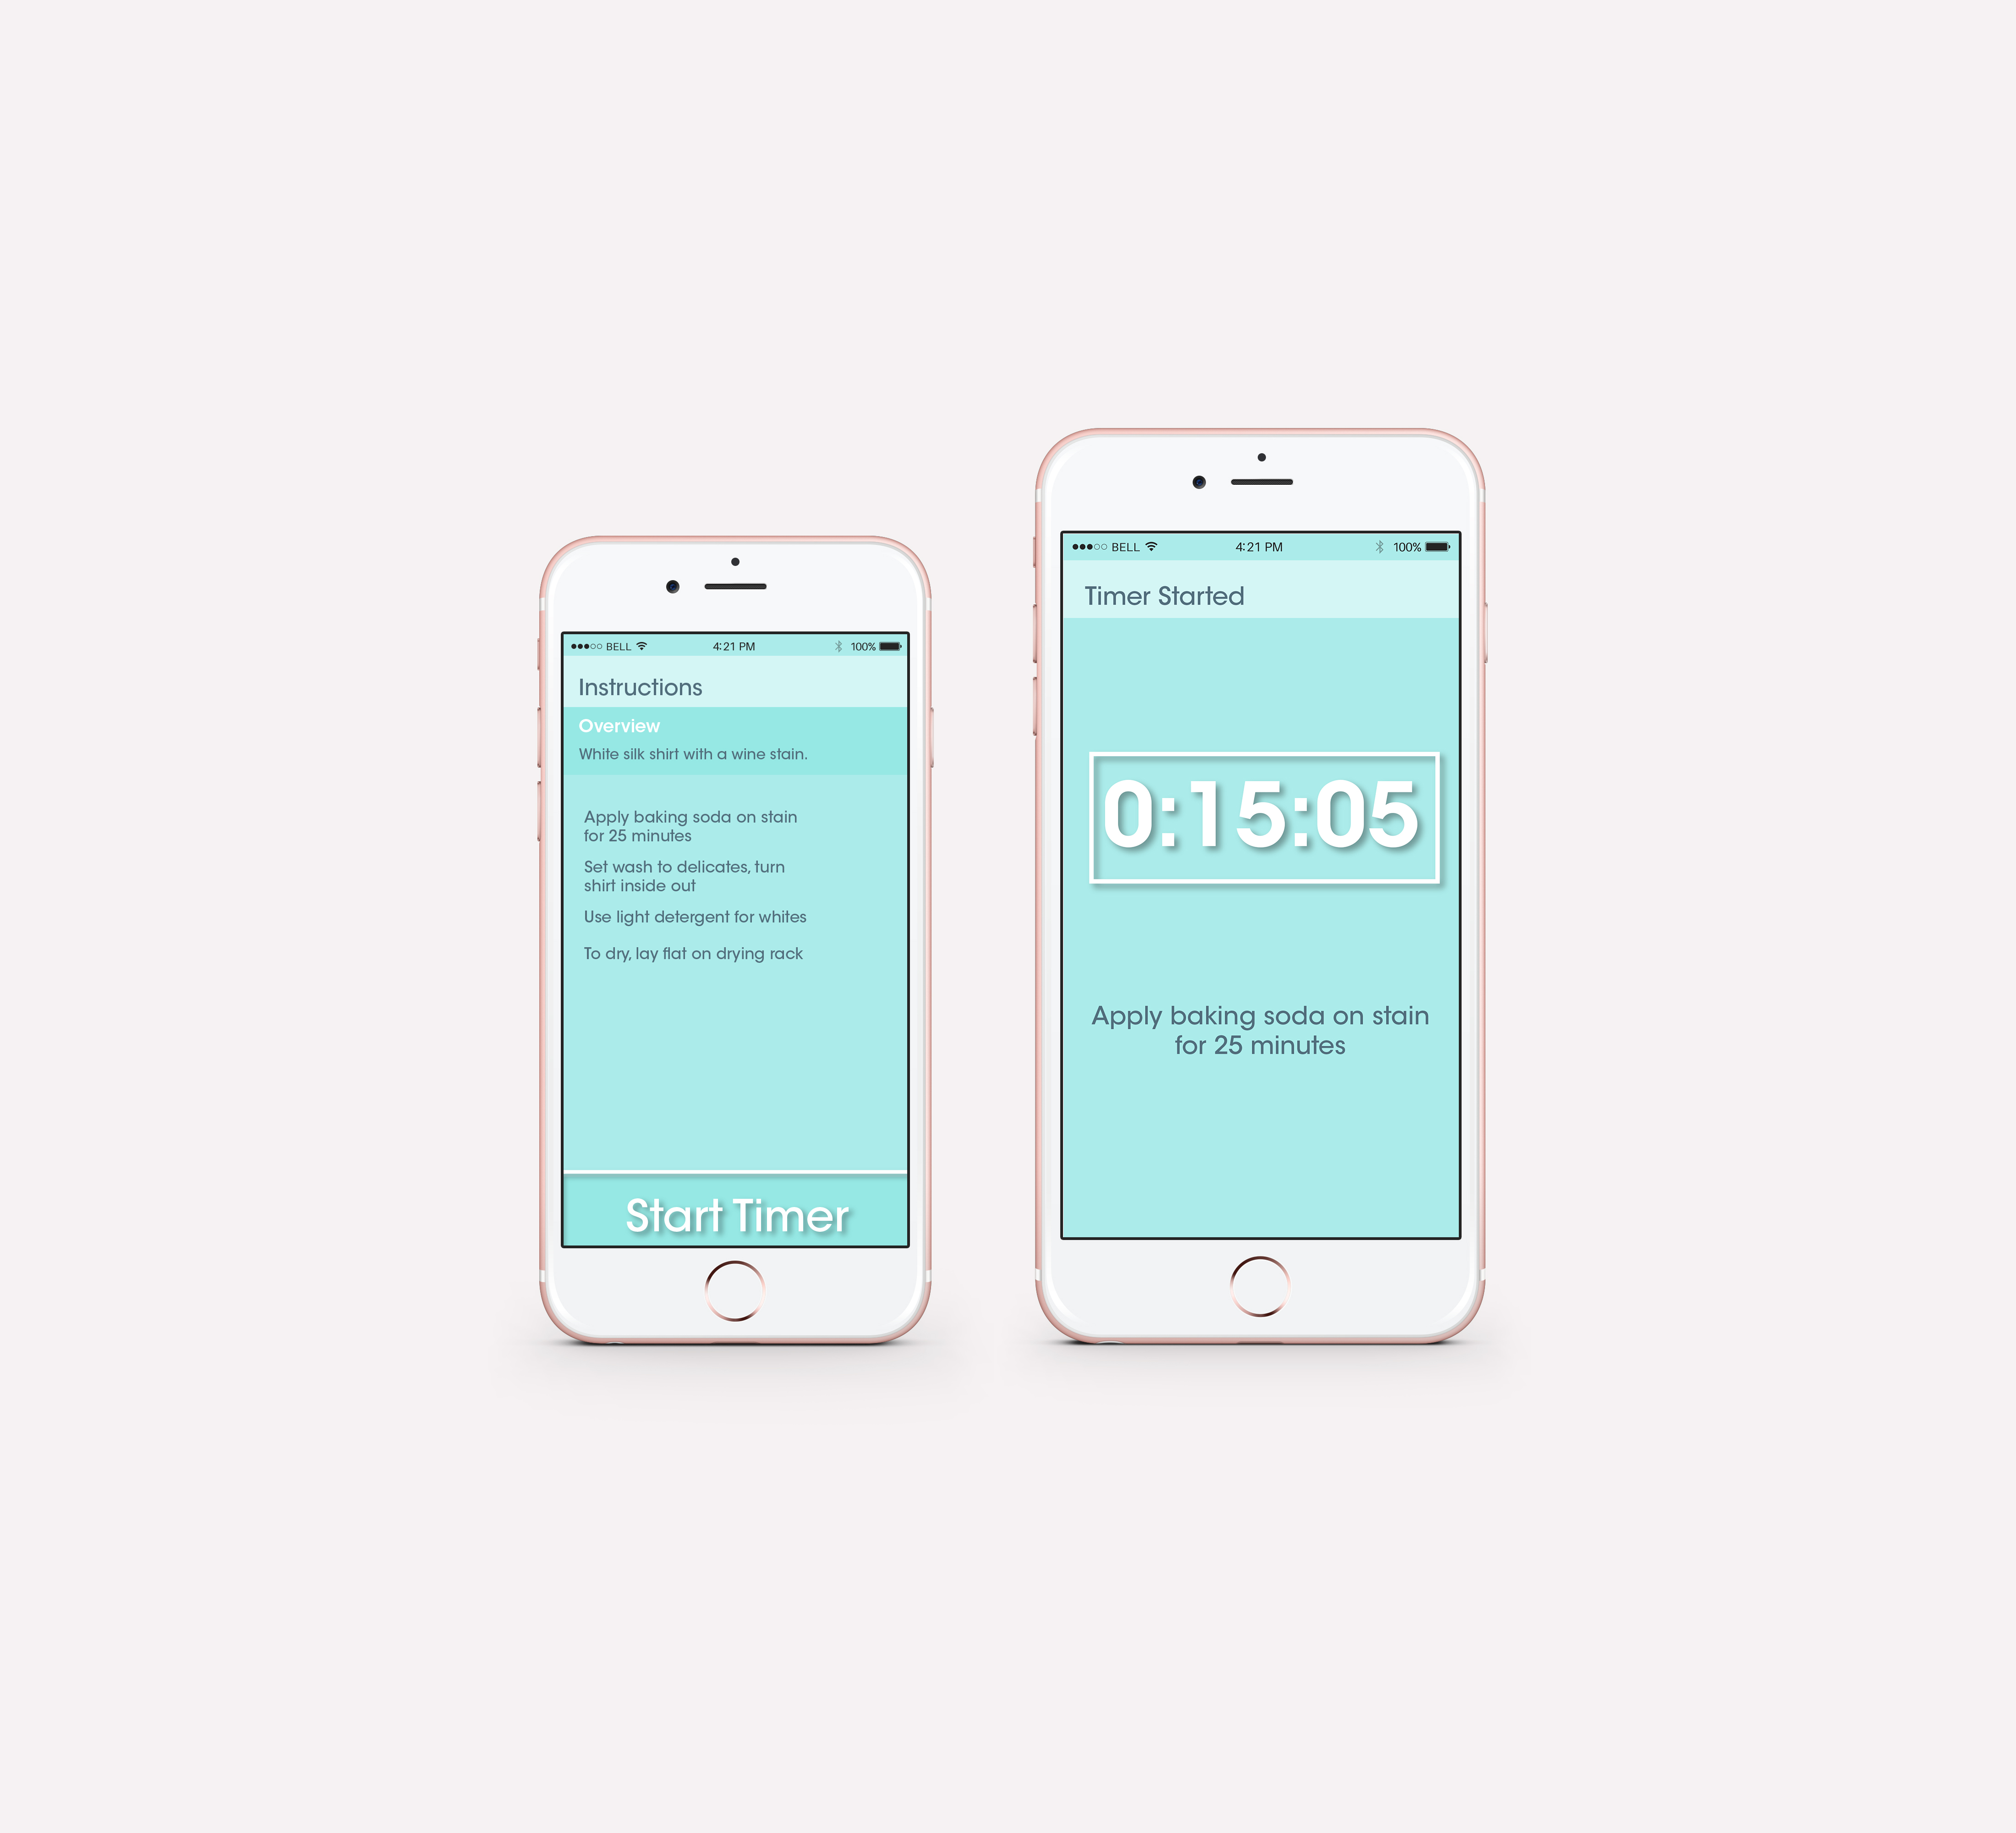 BELL 4:21 PM 100%
Instructions
Overview
White silk shirt with a wine stain.
Apply baking soda on stain
for 25 minutes
Set wash to delicates, turn
shirt inside out
Use light detergent for whites
To dry, lay flat on drying rack
Start Timer
BELL 4:21 PM 100%
Timer Started
0:15:05
Apply baking soda on stain
for 25 minutes